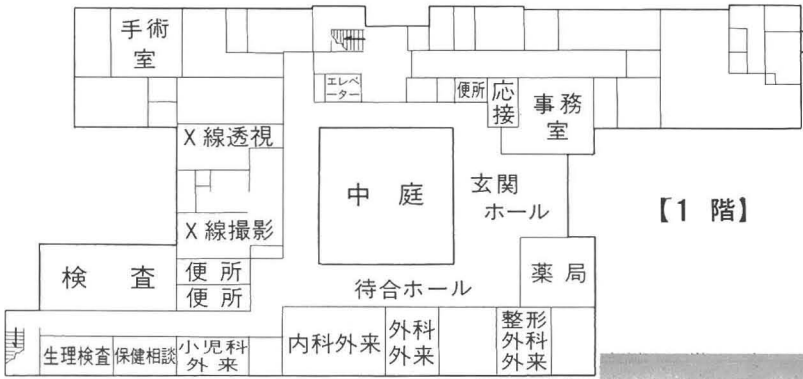 手術
室
エレベ
ーター
便所
応
接
事務
室
X線透視
中庭
玄関
ホール
【1階】
X線撮影
検査
便所
便所
薬局
待合ホール
生理検査
保健相談
小児科
外来
内科外来
外科
外来
整形
外科
外来